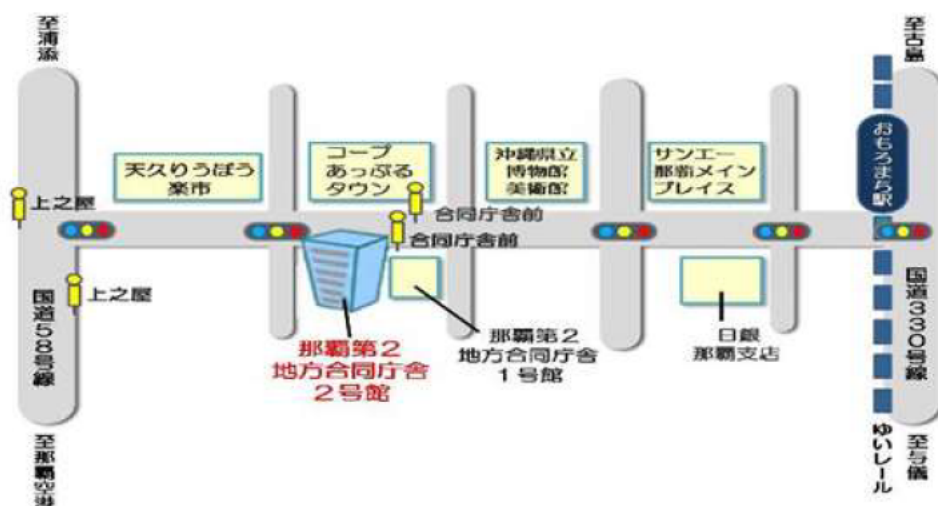 至浦添
至古島
天久りうぼう
楽市
コープ
あっぷる
タウン
沖縄県立
博物館
美術館
サンエー
那覇メイン
プレイス
おもろまち駅
上之屋
合同庁舎前
合同庁舎前
上之屋
国道58号線
国道330号線
那覇第2
地方合同庁舎
2号館
那覇第2
地方合同庁舎
1号館
日銀
那覇支店
至那覇空港
ゆいレール
至与儀